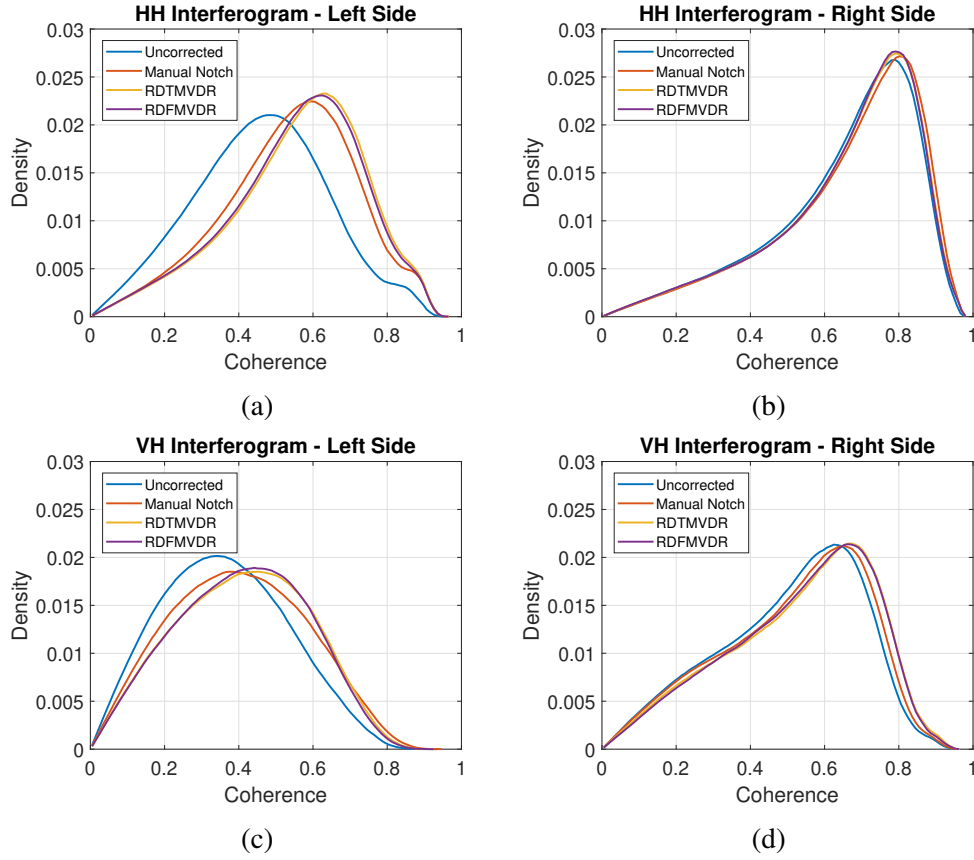 HH Interferogram - Left Side
0.03
0.025
0.02
0.015
0.01
0.005
0
Density
Uncorrected
Manual Notch
RDTMVDR
RDFMVDR
0 0.2 0.4 0.6 0.8 1
Coherence
(a)
HH Interferogram - Right Side
0.03
0.025
0.02
0.015
0.01
0.005
0
Density
Uncorrected
Manual Notch
RDTMVDR
RDFMVDR
0 0.2 0.4 0.6 0.8 1
Coherence
(b)
VH Interferogram - Left Side
0.03
0.025
0.02
0.015
0.01
0.005
0
Density
Uncorrected
Manual Notch
RDTMVDR
RDFMVDR
0 0.2 0.4 0.6 0.8 1
Coherence
(c)
VH Interferogram - Right Side
0.03
0.025
0.02
0.015
0.01
0.005
0
Density
Uncorrected
Manual Notch
RDTMVDR
RDFMVDR
0 0.2 0.4 0.6 0.8 1
Coherence
(d)